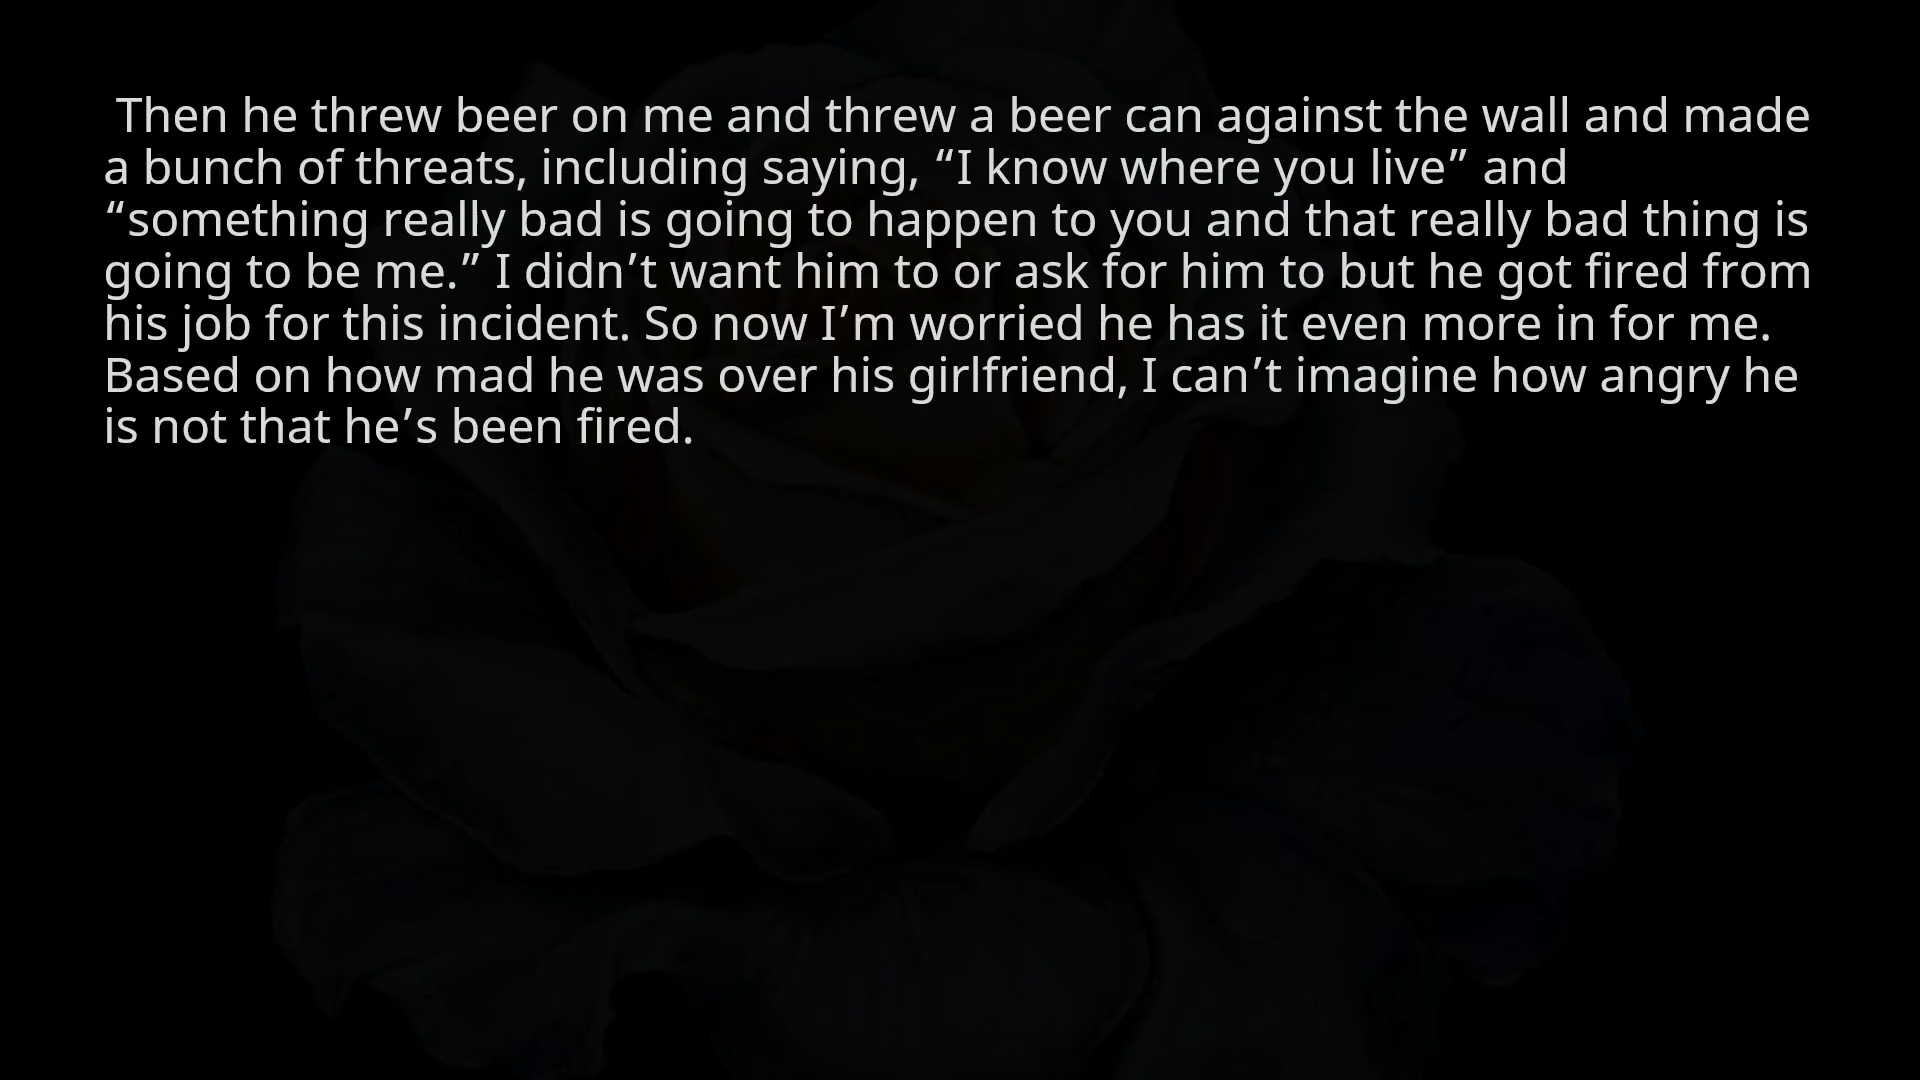 Then he threw beer on me and threw a beer can against the wall and made
a bunch of threats, including saying, “I know where you live” and
“something really bad is going to happen to you and that really bad thing is
going to be me.” I didn’t want him to or ask for him to but he got fired from
his job for this incident. So now I’m worried he has it even more in for me.
Based on how mad he was over his girlfriend, I can’t imagine how angry he
is not that he’s been fired.